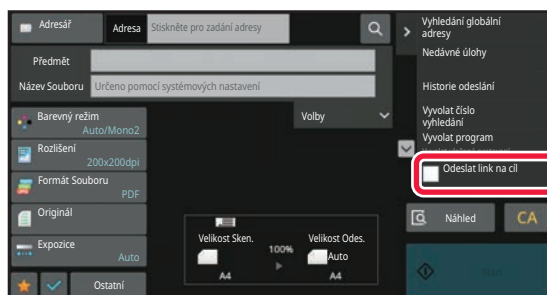 Adresář
Adresa
Stiskněte pro zadání adresy
Předmět
Název Souboru
Určeno pomocí systémových nastavení
Barevný režim
Auto/Mono2
Volby
Rozlišení
200x200dpi
Formát Souboru
PDF
Originál
Expozice
Auto
Ostatní
Velikost Sken.
100%
Velikost Odes.
Auto
A4
A4
Vyhledání globální
adresy
Nedávné úlohy
Historie odeslání
Vyvolat číslo
vyhledání
Vyvolat program
Odeslat link na cíl
Náhled
CA
Start